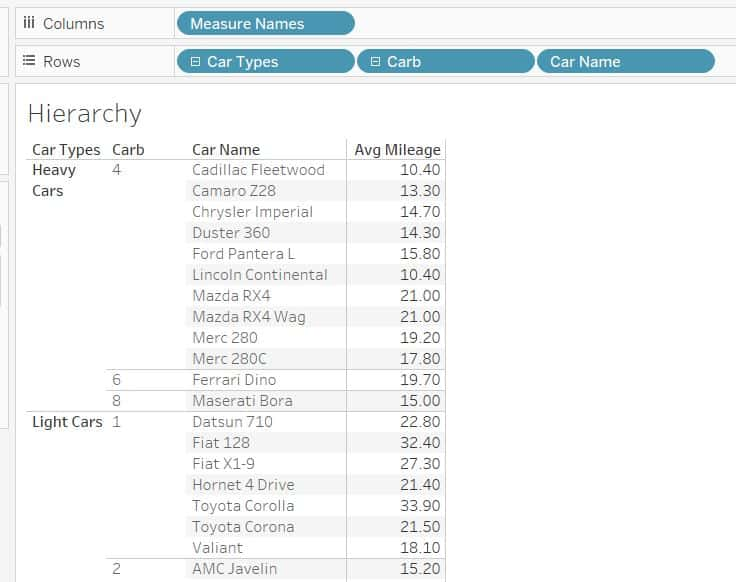 Columns Measure Names
Rows Car Types Carb Car Name
Hierarchy
Car Types Carb Car Name Avg Mileage
Heavy Cars 4 Cadillac Fleetwood 10.40
Camaro Z28 13.30
Chrysler Imperial 14.70
Duster 360 14.30
Ford Pantera L 15.80
Lincoln Continental 10.40
Mazda RX4 21.00
Mazda RX4 Wag 21.00
Merc 280 19.20
Merc 280C 17.80
6 Ferrari Dino 19.70
8 Maserati Bora 15.00
Light Cars 1 Datsun 710 22.80
Fiat 128 32.40
Fiat X1-9 27.30
Hornet 4 Drive 21.40
Toyota Corolla 33.90
Toyota Corona 21.50
Valiant 18.10
2 AMC Javelin 15.20